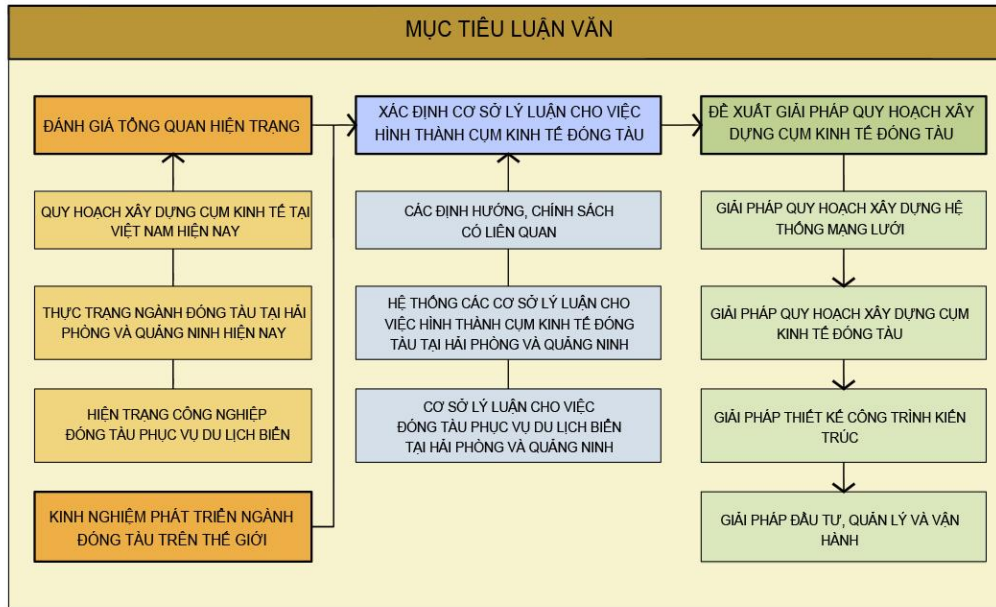 MỤC TIÊU LUẬN VĂN
ĐÁNH GIÁ TỔNG QUAN HIỆN TRẠNG
QUY HOẠCH XÂY DỰNG CỤM KINH TẾ TẠI
VIỆT NAM HIỆN NAY
THỰC TRẠNG NGÀNH ĐÓNG TÀU TẠI HẢI
PHÒNG VÀ QUẢNG NINH HIỆN NAY
HIỆN TRẠNG CÔNG NGHIỆP
ĐÓNG TÀU PHỤC VỤ DU LỊCH BIỂN
KINH NGHIỆM PHÁT TRIỂN NGÀNH
ĐÓNG TÀU TRÊN THẾ GIỚI
XÁC ĐỊNH CƠ SỞ LÝ LUẬN CHO VIỆC
HÌNH THÀNH CỤM KINH TẾ ĐÓNG TÀU
CÁC ĐỊNH HƯỚNG, CHÍNH SÁCH
CÓ LIÊN QUAN
HỆ THỐNG CÁC CƠ SỞ LÝ LUẬN CHO
VIỆC HÌNH THÀNH CỤM KINH TẾ ĐÓNG
TÀU TẠI HẢI PHÒNG VÀ QUẢNG NINH
CƠ SỞ LÝ LUẬN CHO VIỆC
ĐÓNG TÀU PHỤC VỤ DU LỊCH BIỂN
TẠI HẢI PHÒNG VÀ QUẢNG NINH
ĐỀ XUẤT GIẢI PHÁP QUY HOẠCH XÂY
DỰNG CỤM KINH TẾ ĐÓNG TÀU
GIẢI PHÁP QUY HOẠCH XÂY DỰNG HỆ
THỐNG MẠNG LƯỚI
GIẢI PHÁP QUY HOẠCH XÂY DỰNG CỤM
KINH TẾ ĐÓNG TÀU
GIẢI PHÁP THIẾT KẾ CÔNG TRÌNH KIẾN
TRÚC
GIẢI PHÁP ĐẦU TƯ, QUẢN LÝ VÀ VẬN
HÀNH